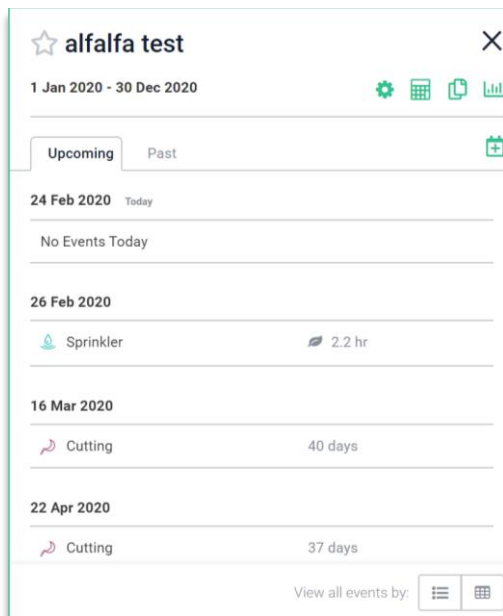 alfalfa test
1 Jan 2020 - 30 Dec 2020
Upcoming Past
24 Feb 2020 Today
No Events Today
26 Feb 2020
Sprinkler 2.2 hr
16 Mar 2020
Cutting 40 days
22 Apr 2020
Cutting 37 days
View all events by: